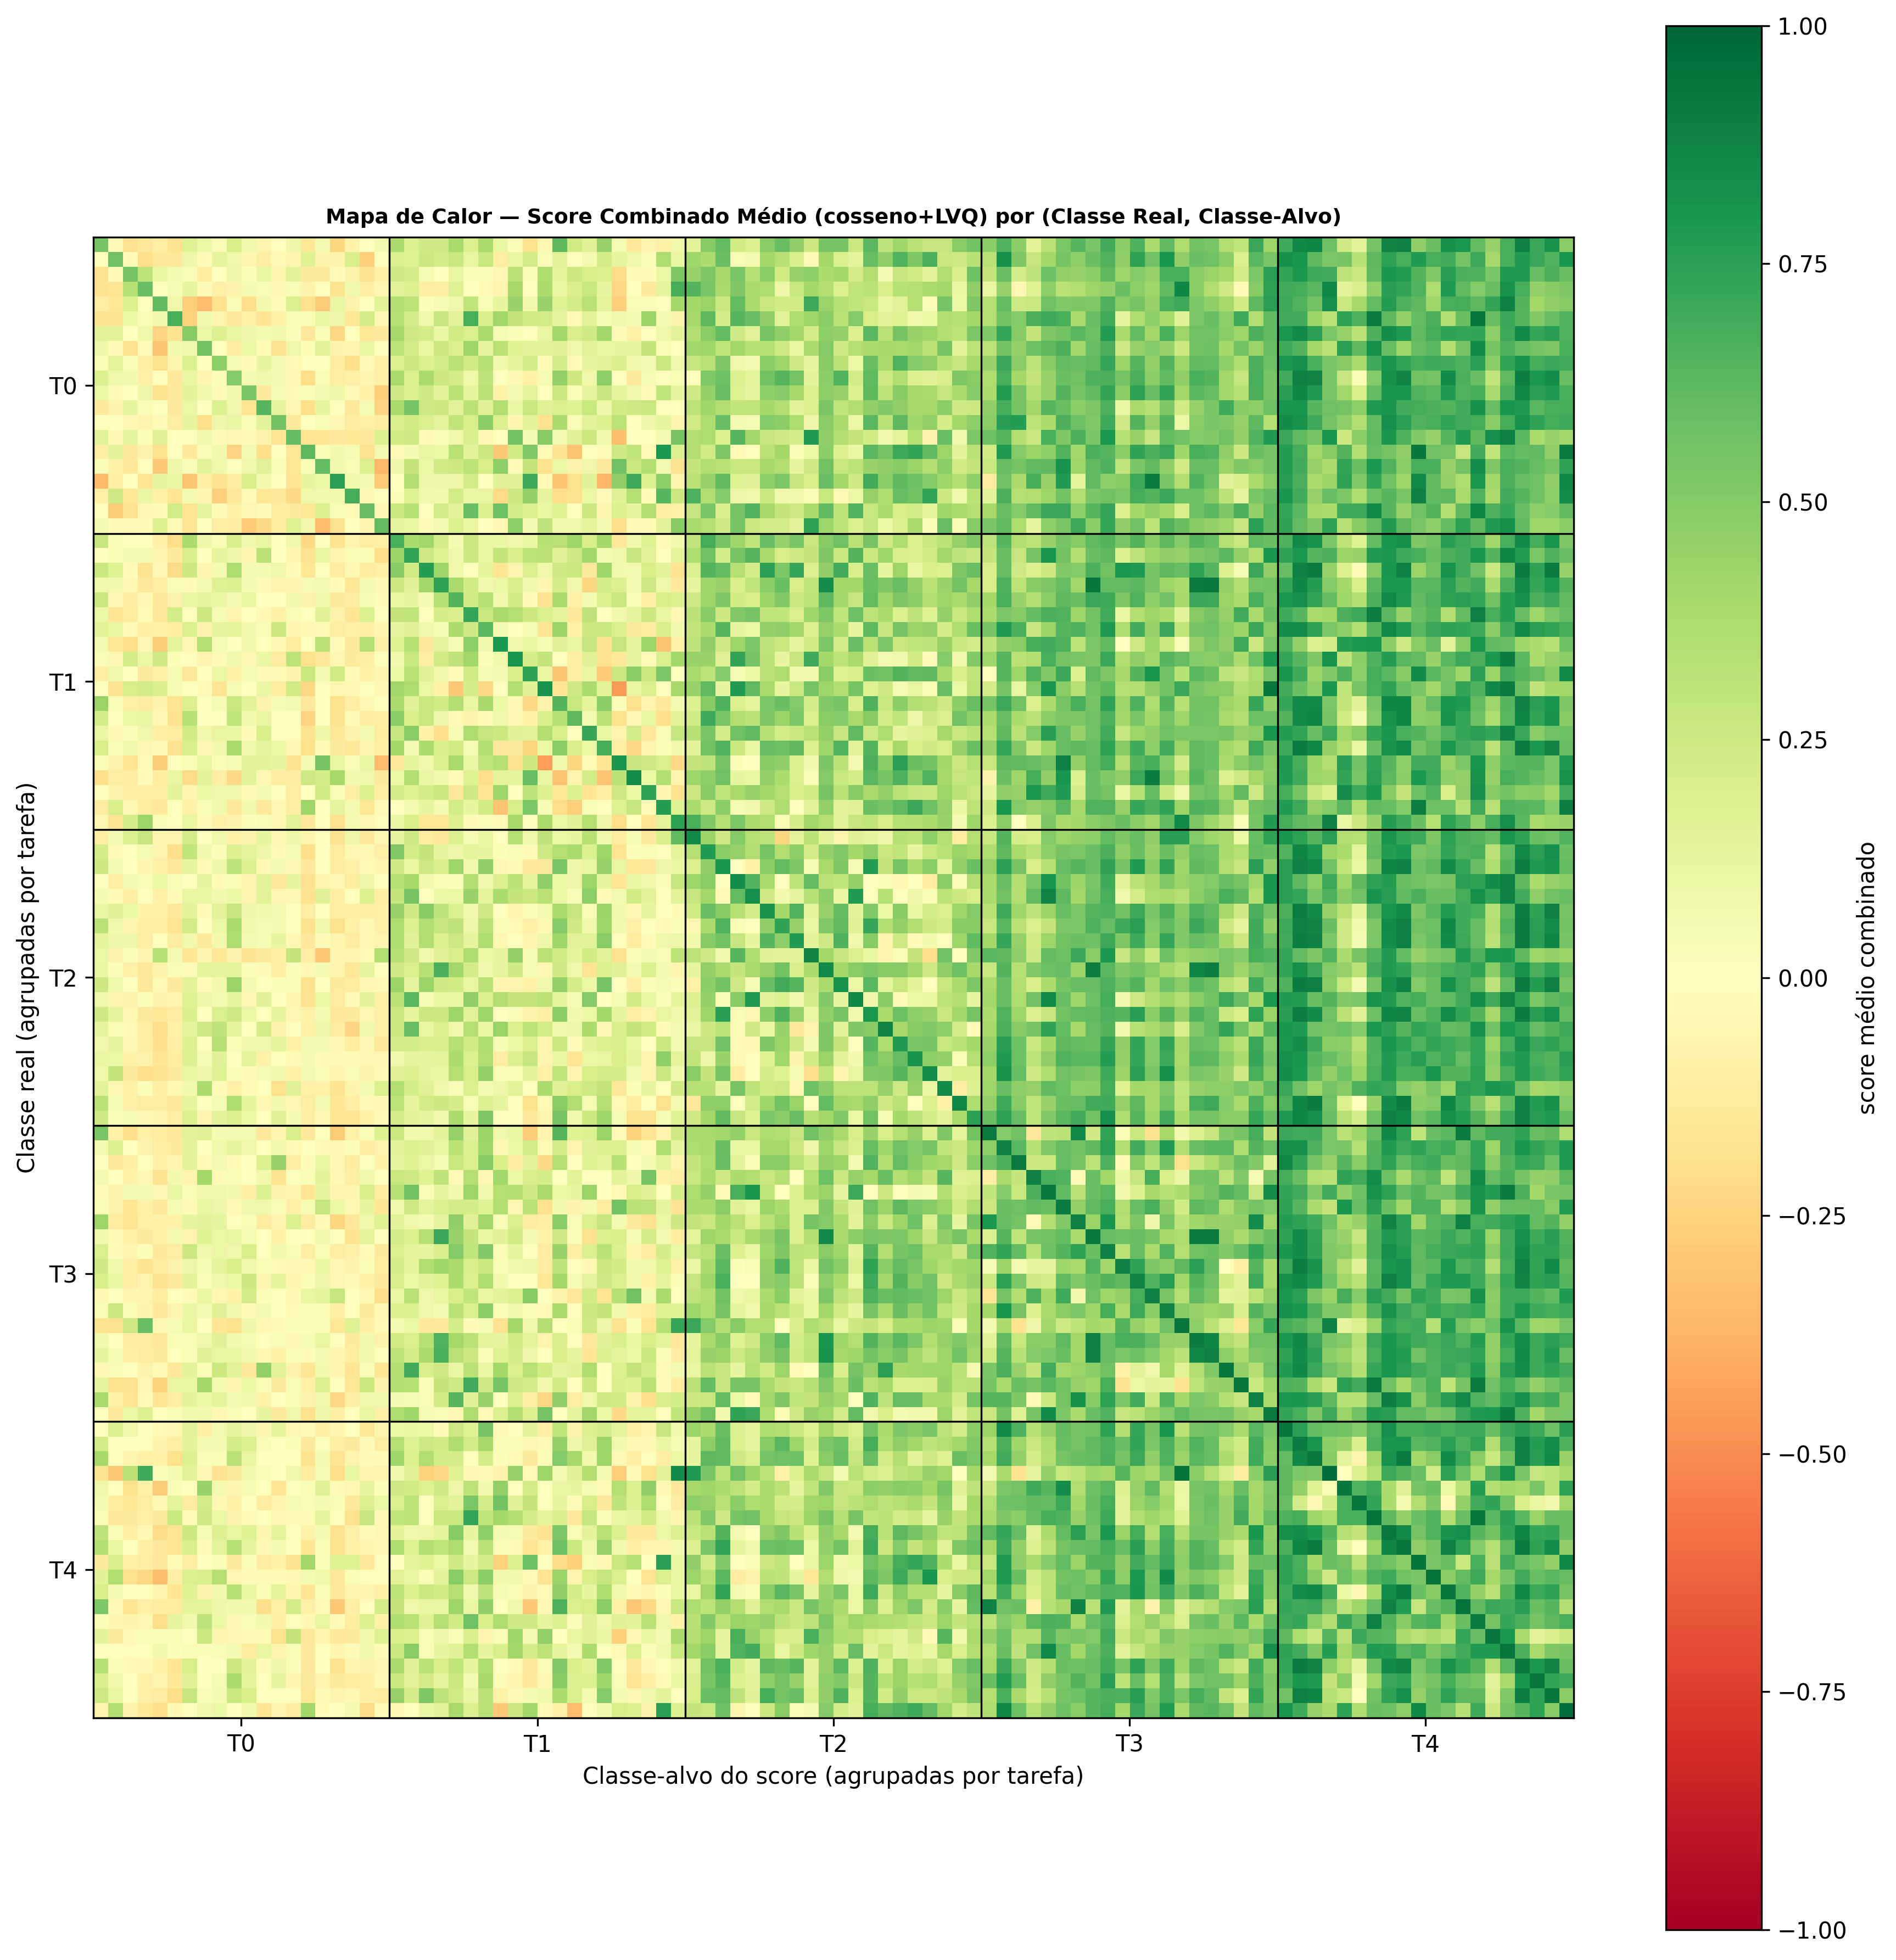 Mapa de Calor — Score Combinado Médio (cosseno+LVQ) por (Classe Real, Classe-Alvo)
Classe real (agrupadas por tarefa)
T0
T1
T2
T3
T4
T0 T1 T2 T3 T4
Classe-alvo do score (agrupadas por tarefa)
1.00
0.75
0.50
0.25
0.00
−0.25
−0.50
−0.75
−1.00
score médio combinado